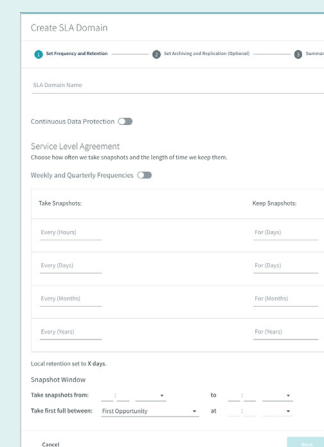 Create SLA Domain
1 Set Frequency and Retention 2 Set Archiving and Replication (Optional) 3 Summar
SLA Domain Name
Continuous Data Protection
Service Level Agreement
Choose how often we take snapshots and the length of time we keep them.
Weekly and Quarterly Frequencies
Take Snapshots: Keep Snapshots:
Every (Hours) For (Days)
Every (Days) For (Days)
Every (Months) For (Months)
Every (Years) For (Years)
Local retention set to X days.
Snapshot Window
Take snapshots from: : to :
Take first full between: First Opportunity at :
Cancel Next